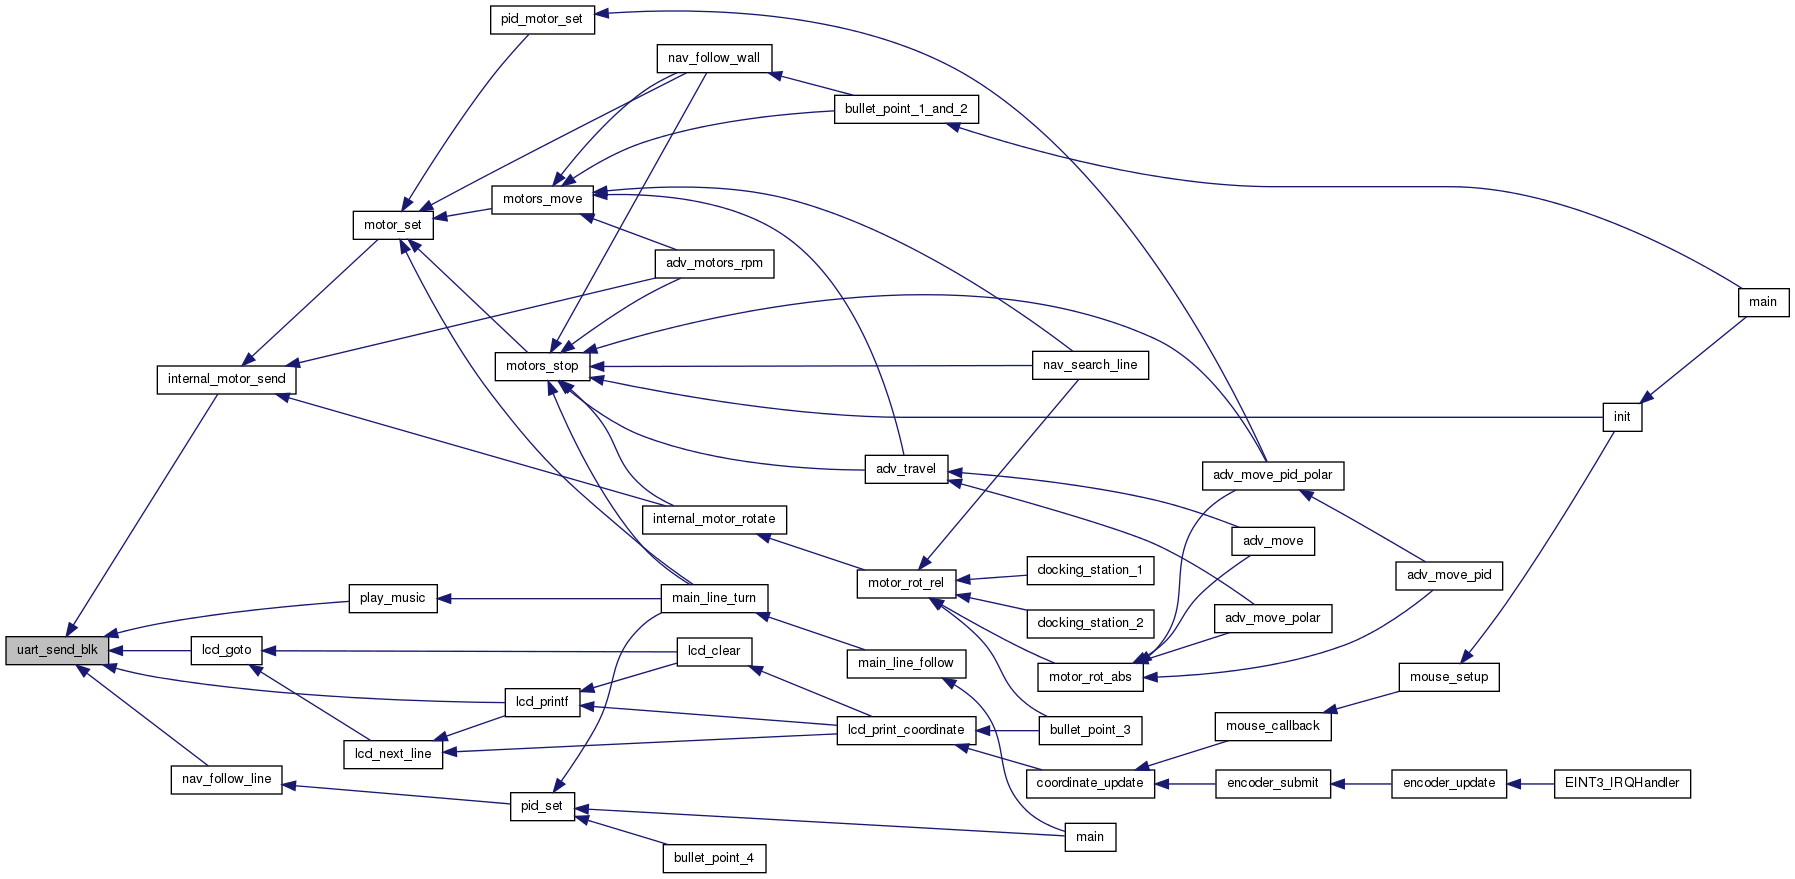 pid_motor_set
nav_follow_wall
bullet_point_1_and_2
motors_move
motor_set
adv_motors_rpm
main
motors_stop
nav_search_line
internal_motor_send
init
adv_travel
adv_move_pid_polar
internal_motor_rotate
adv_move
docking_station_1
adv_move_pid
motor_rot_rel
play_music
main_line_turn
adv_move_polar
docking_station_2
uart_send_blk
lcd_goto
lcd_clear
main_line_follow
motor_rot_abs
mouse_setup
lcd_printf
mouse_callback
lcd_print_coordinate
bullet_point_3
lcd_next_line
nav_follow_line
coordinate_update
encoder_submit
encoder_update
EINT3_IRQHandler
pid_set
main
bullet_point_4